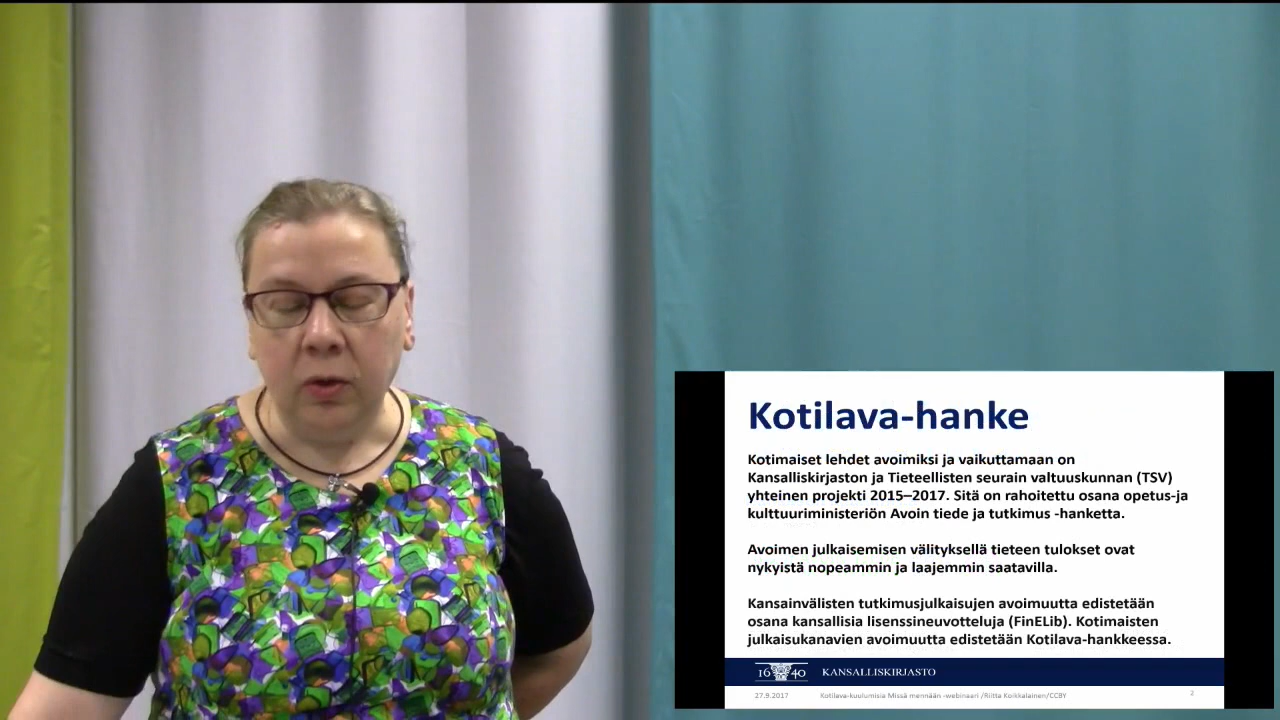 Kotilava-hanke
Kotimaiset lehdet avoimiksi ja vaikuttamaan on
Kansalliskirjaston ja Tieteellisten seurain valtuuskunnan (TSV)
yhteinen projekti 2015–2017. Sitä on rahoitettu osana opetus-ja
kulttuuriministeriön Avoin tiede ja tutkimus -hanketta.
Avoimen julkaisemisen välityksellä tieteen tulokset ovat
nykyistä nopeammin ja laajemmin saatavilla.
Kansainvälisten tutkimusjulkaisujen avoimuutta edistetään
osana kansallisia lisenssineuvotteluja (FinELib). Kotimaisten
julkaisukanavien avoimuutta edistetään Kotilava-hankkeessa.
16 40 KANSALLISKIRJASTO
27.9.2017 Kotilava-kuulumisia Missä mennään -webinaari /Riitta Koikkalainen/CCBY 2